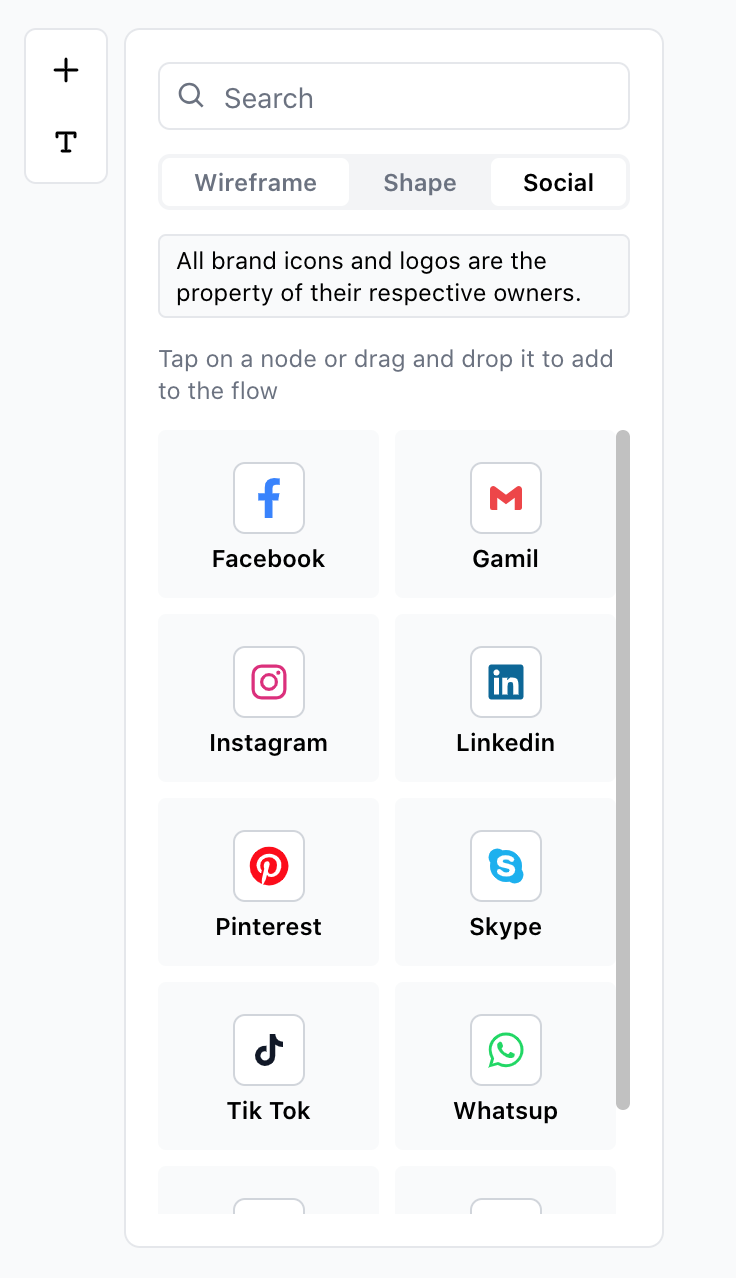 T
Search
Wireframe Shape Social
All brand icons and logos are the
property of their respective owners.
Tap on a node or drag and drop it to add
to the flow
Facebook Gamil
Instagram Linkedin
Pinterest Skype
Tik Tok Whatsup